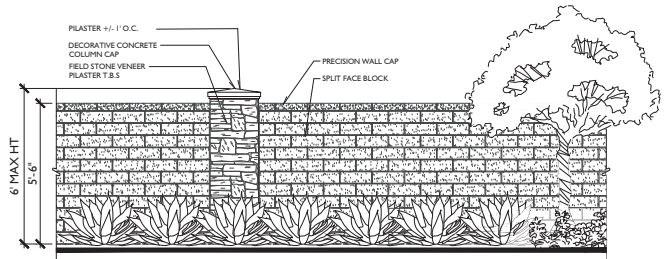 PILASTER +/- 1' O.C.
DECORATIVE CONCRETE
COLUMN CAP
FIELD STONE VENEER
PILASTER T.B.S
PRECISION WALL CAP
SPLIT FACE BLOCK
6' MAX HT
5'-6"